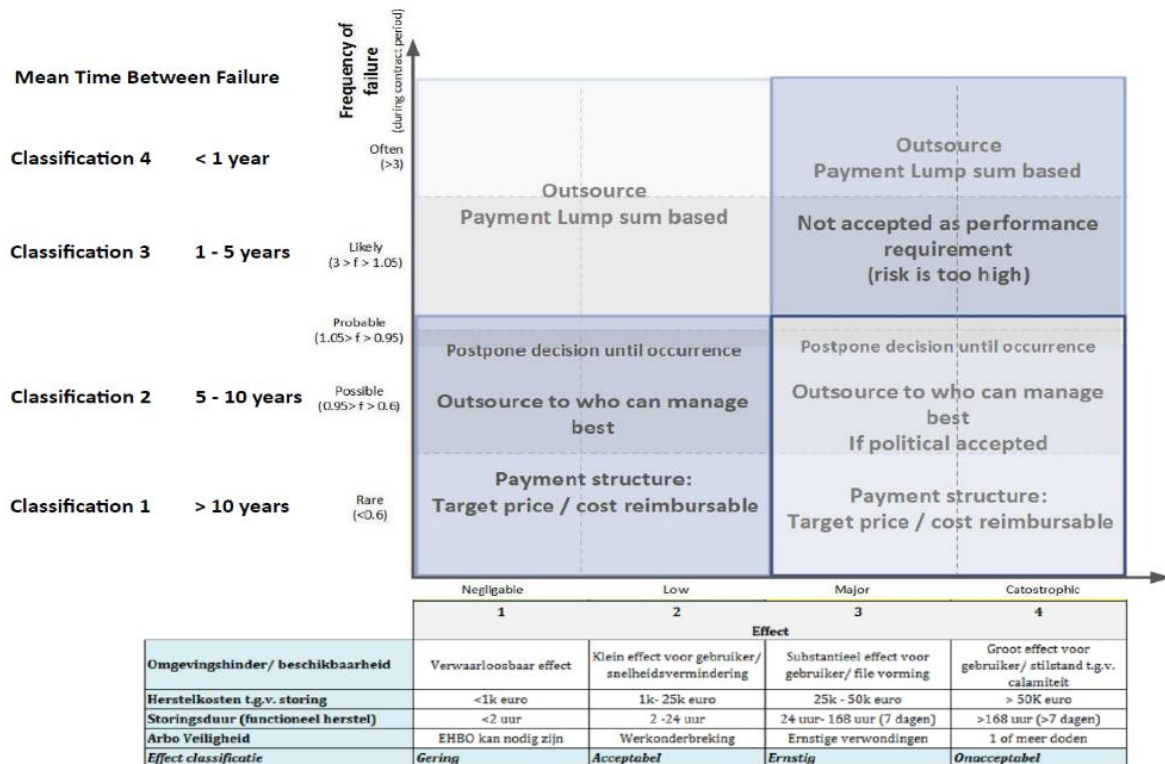 Mean Time Between Failure
Frequency of
failure
(during contract period)
Classification 4 < 1 year
Often
(>3)
Classification 3 1 - 5 years
Likely
(3 > f > 1.05)
Probable
(1.05> f > 0.95)
Classification 2 5 - 10 years
Possible
(0.95> f > 0.6)
Classification 1 > 10 years
Rare
(<0.6)
Outsource
Payment Lump sum based
Outsource
Payment Lump sum based
Not accepted as performance
requirement
(risk is too high)
Postpone decision until occurrence
Outsource to who can manage
best
Payment structure:
Target price / cost reimbursable
Postpone decision until occurrence
Outsource to who can manage
best
If political accepted
Payment structure:
Target price / cost reimbursable
Negligable Low Major Catostrophic
1 2 3 4
Effect
Omgevingshinder/ beschikbaarheid Verwaarloosbaar effect Klein effect voor gebruiker/ snelheidsvermindering Substantieel effect voor gebruiker/ file vorming Groot effect voor gebruiker/ stilstand t.g.v. calamiteit
Herstelkosten t.g.v. storing <1k euro 1k- 25k euro 25k - 50k euro > 50K euro
Storingsduur (functioneel herstel) <2 uur 2 -24 uur 24 uur- 168 uur (7 dagen) >168 uur (>7 dagen)
Arbo Veiligheid EHBO kan nodig zijn Werkonderbreking Ernstige verwondingen 1 of meer doden
Effect classificatie Gering Acceptabel Ernstig Onacceptabel